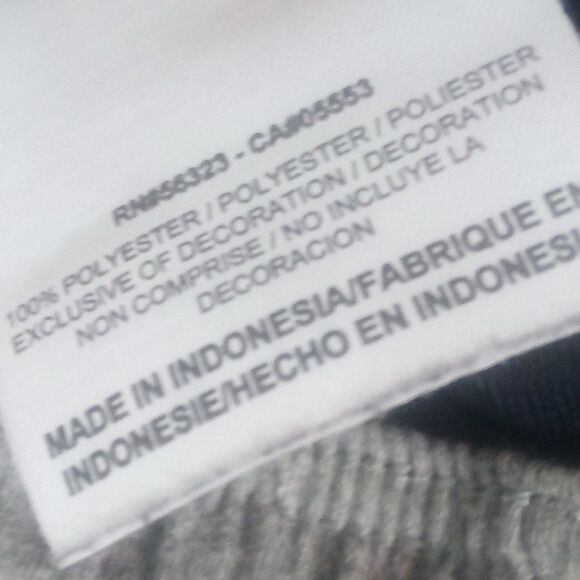 RN#56323 - CA#05553
100% POLYESTER / POLYESTER / POLIESTER
EXCLUSIVE OF DECORATION / DECORATION
NON COMPRISE / NO INCLUYE LA
DECORACION
MADE IN INDONESIA/FABRIQUE EN
INDONESIE/HECHO EN INDONESI